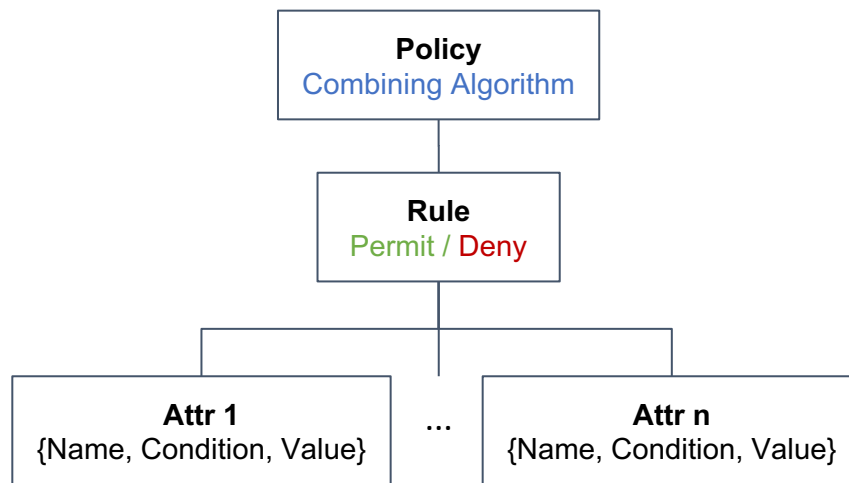 Policy
Combining Algorithm
Rule
Permit / Deny
Attr 1
{Name, Condition, Value}
...
Attr n
{Name, Condition, Value}